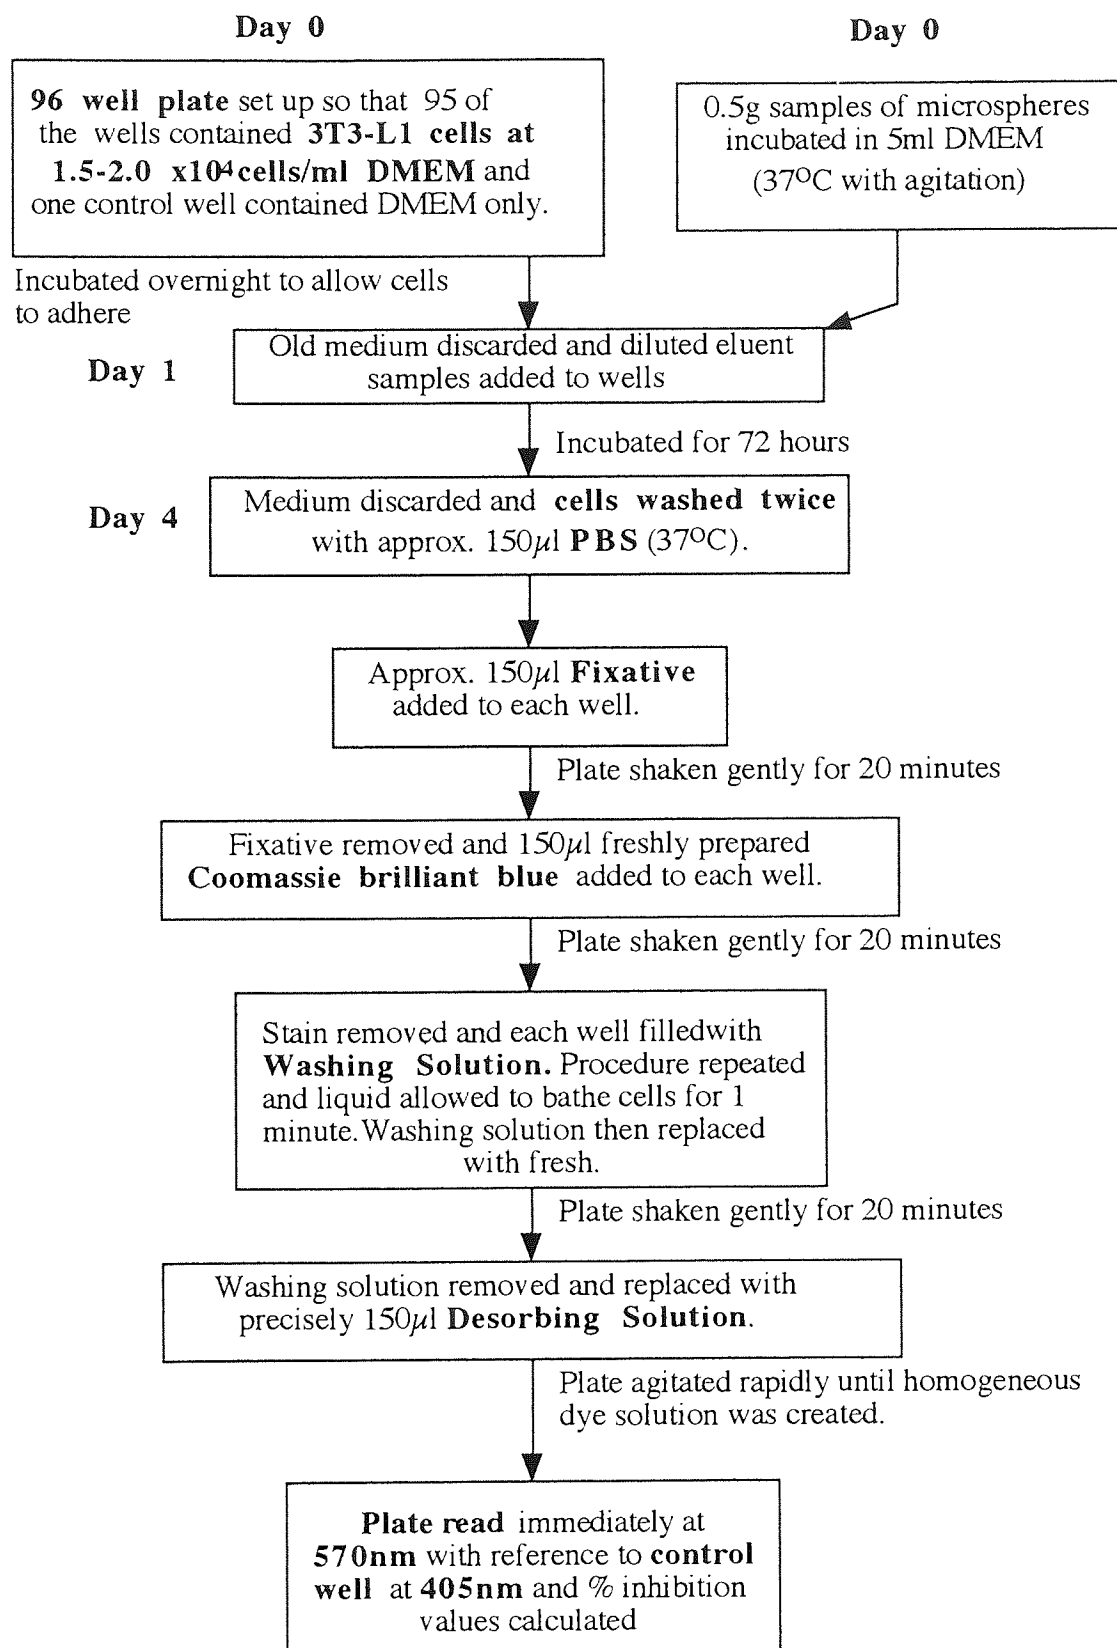 Day 0
96 well plate set up so that 95 of
the wells contained 3T3-L1 cells at
1.5-2.0 x10⁴cells/ml DMEM and
one control well contained DMEM only.
Day 0
0.5g samples of microspheres
incubated in 5ml DMEM
(37°C with agitation)
Incubated overnight to allow cells
to adhere
Day 1
Old medium discarded and diluted eluent
samples added to wells
Incubated for 72 hours
Day 4
Medium discarded and cells washed twice
with approx. 150µl PBS (37°C).
Approx. 150µl Fixative
added to each well.
Plate shaken gently for 20 minutes
Fixative removed and 150µl freshly prepared
Coomassie brilliant blue added to each well.
Plate shaken gently for 20 minutes
Stain removed and each well filledwith
Washing Solution. Procedure repeated
and liquid allowed to bathe cells for 1
minute. Washing solution then replaced
with fresh.
Plate shaken gently for 20 minutes
Washing solution removed and replaced with
precisely 150µl Desorbing Solution.
Plate agitated rapidly until homogeneous
dye solution was created.
Plate read immediately at
570nm with reference to control
well at 405nm and % inhibition
values calculated